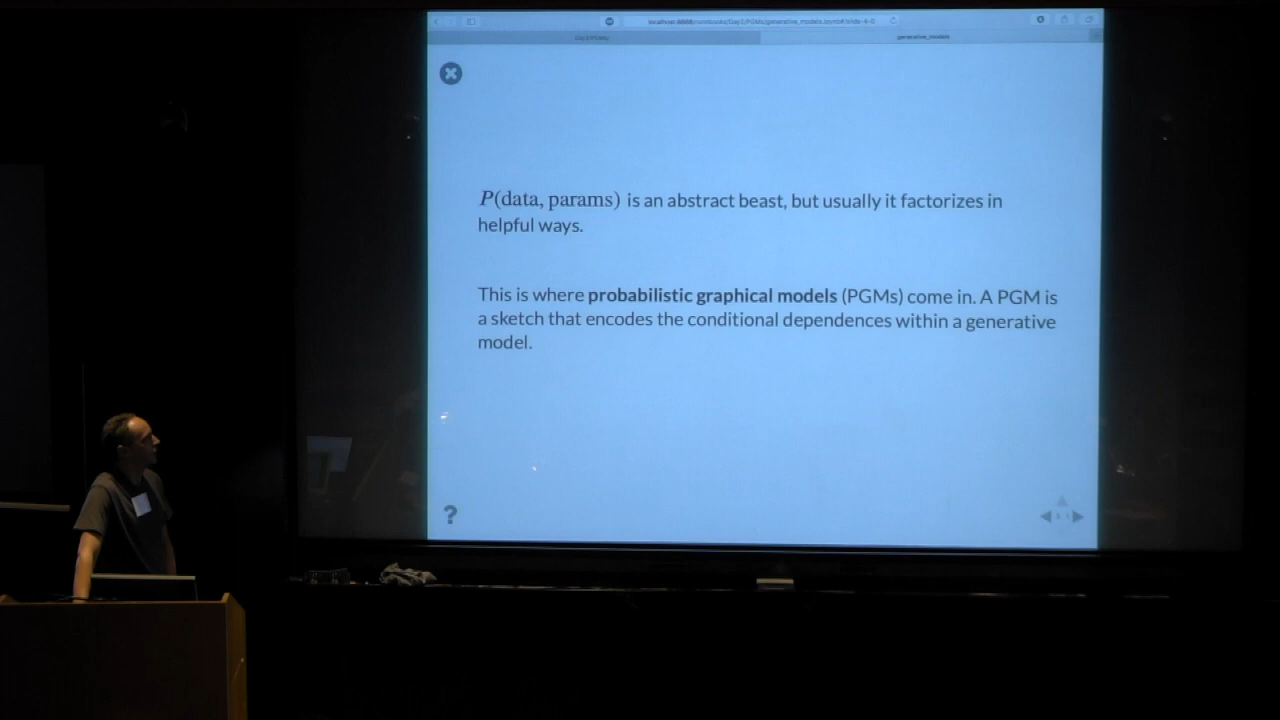 generative_models
P(data, params) is an abstract beast, but usually it factorizes in
helpful ways.
This is where probabilistic graphical models (PGMs) come in. A PGM is
a sketch that encodes the conditional dependences within a generative
model.
?